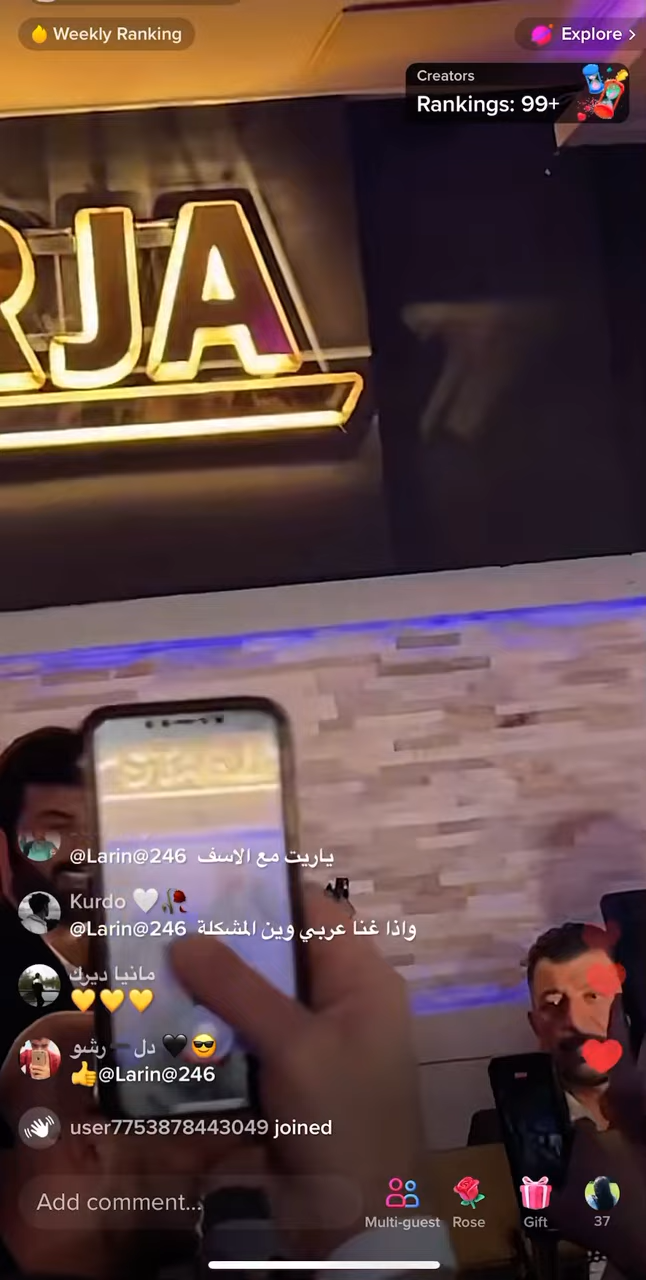 Weekly Ranking
Explore >
Creators
Rankings: 99+
RJA
@Larin@246 ياريت مع الاسف
Kurdo 🤍🥀
@Larin@246 واذا غنا عربي وين المشكلة
مانيا ديرك
💛💛💛
دل — رشو 🖤😎
👍@Larin@246
user7753878443049 joined
Add comment...
Multi-guest
Rose
Gift
37